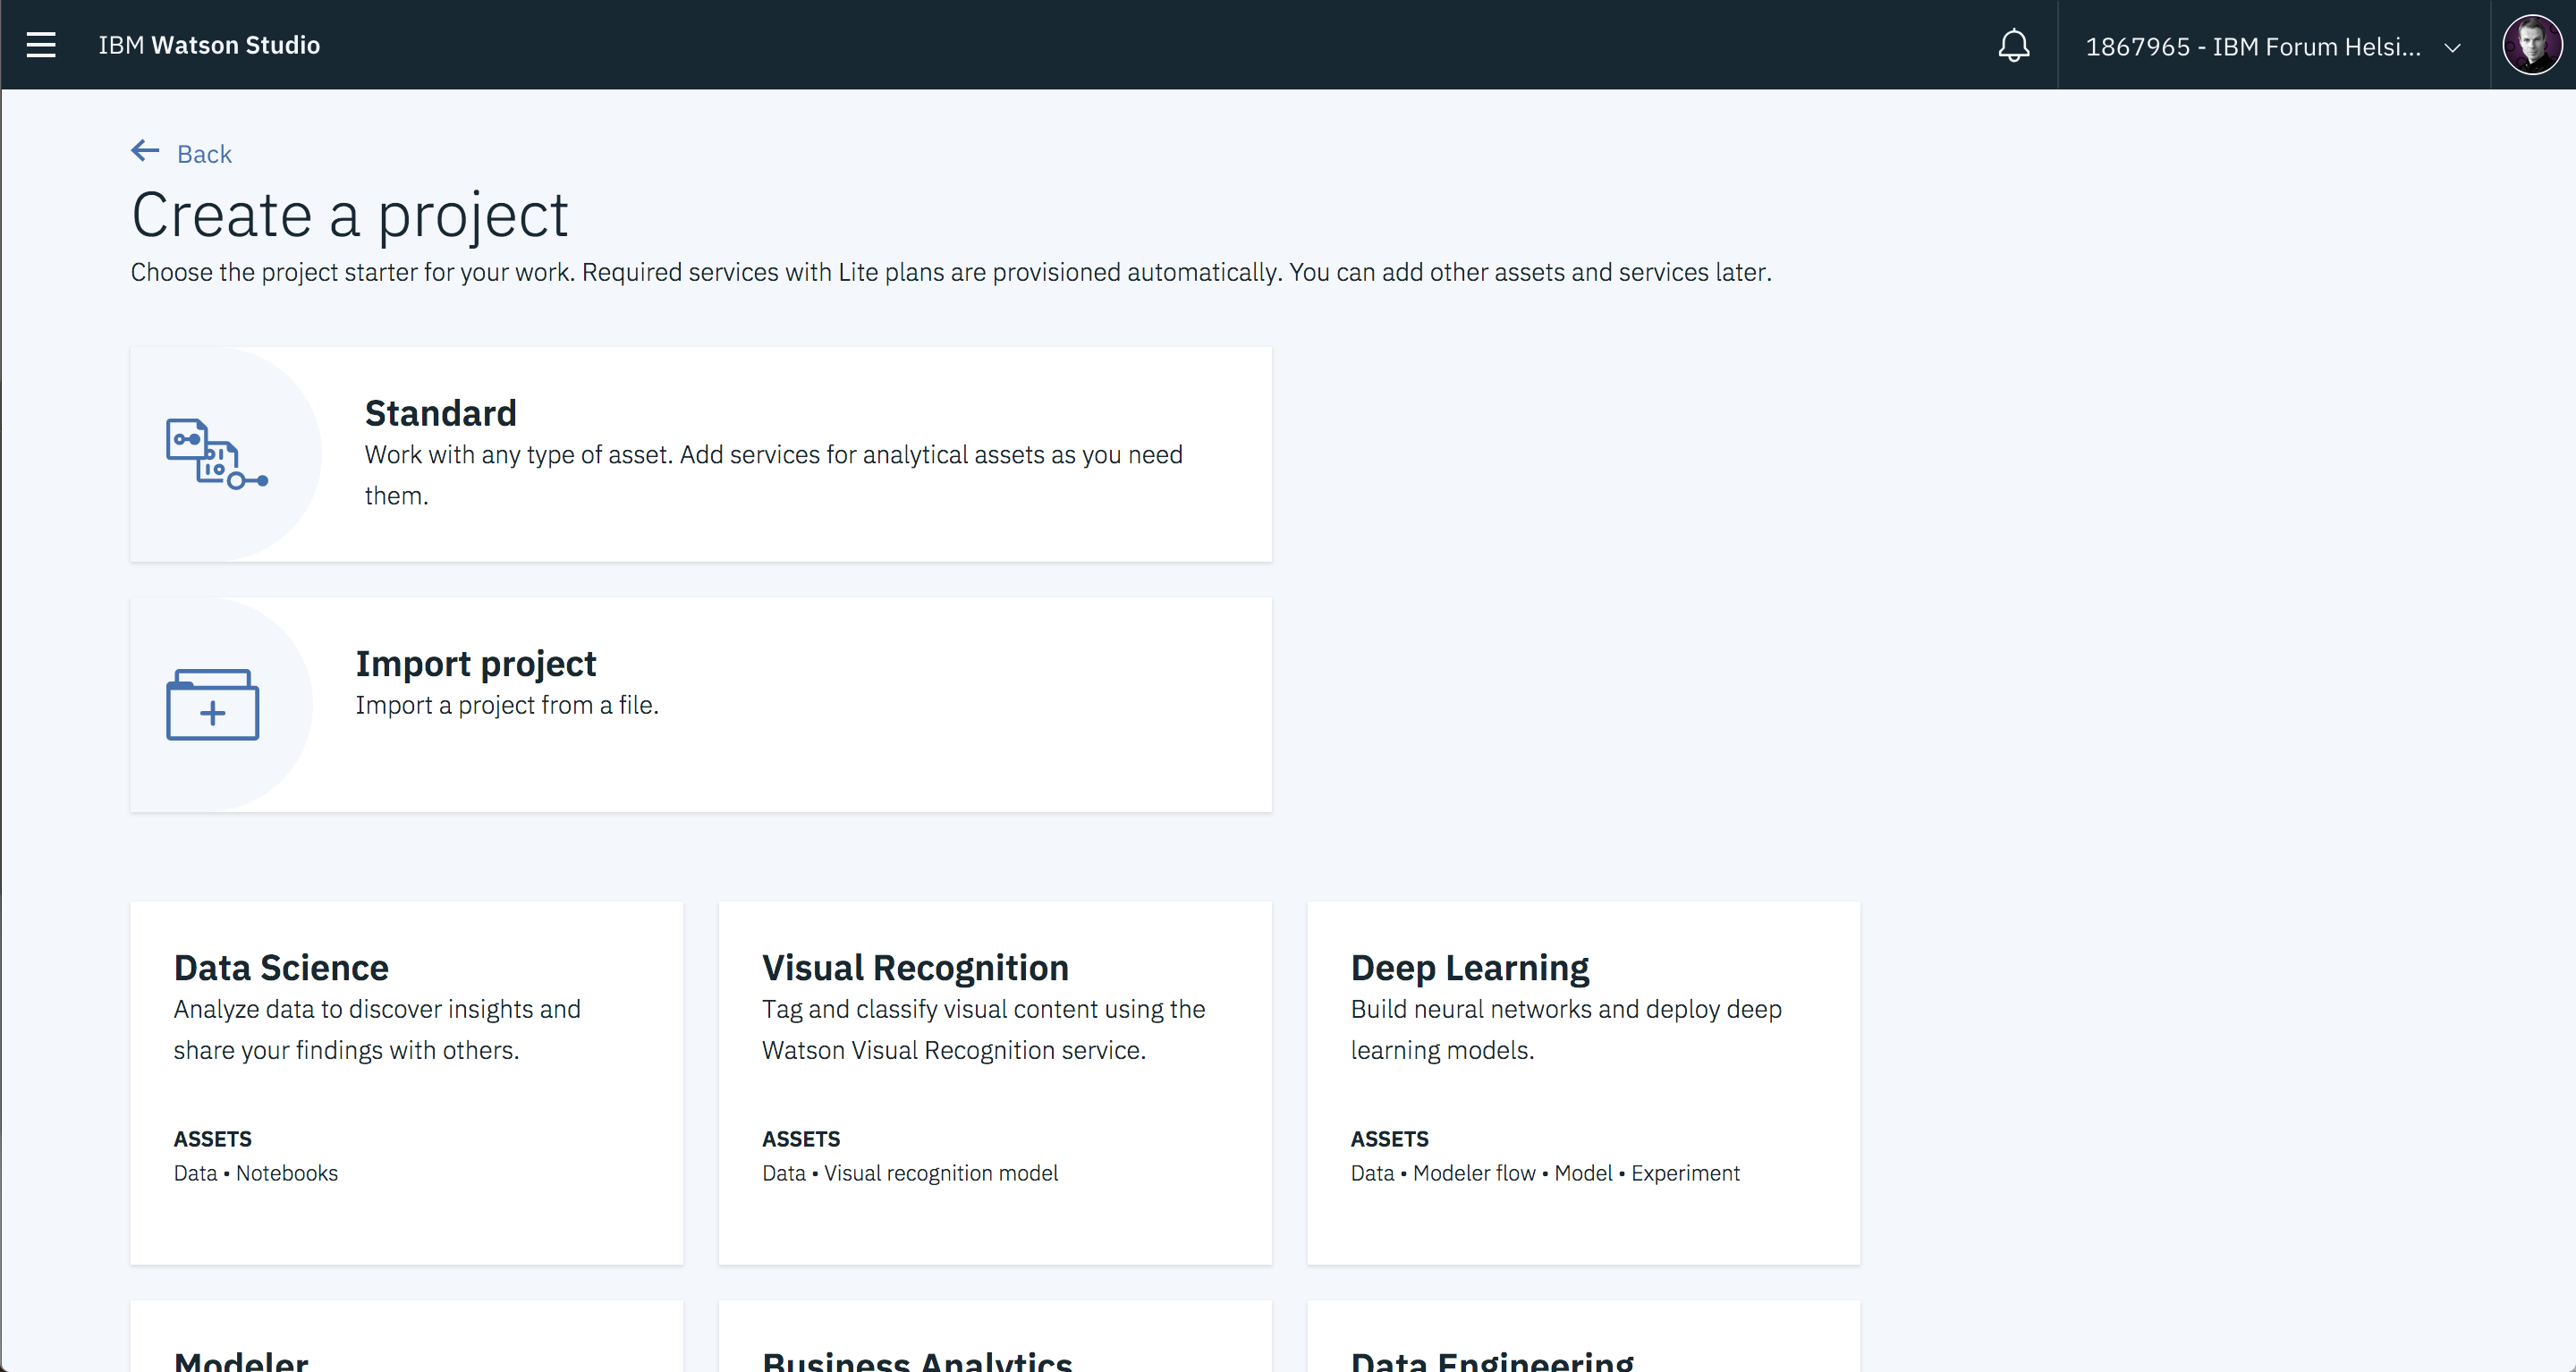 IBM Watson Studio
1867965 - IBM Forum Helsi...
Back
Create a project
Choose the project starter for your work. Required services with Lite plans are provisioned automatically. You can add other assets and services later.
Standard
Work with any type of asset. Add services for analytical assets as you need
them.
Import project
Import a project from a file.
Data Science
Analyze data to discover insights and
share your findings with others.
ASSETS
Data • Notebooks
Visual Recognition
Tag and classify visual content using the
Watson Visual Recognition service.
ASSETS
Data • Visual recognition model
Deep Learning
Build neural networks and deploy deep
learning models.
ASSETS
Data • Modeler flow • Model • Experiment
Modeler
Business Analytics
Data Engineering